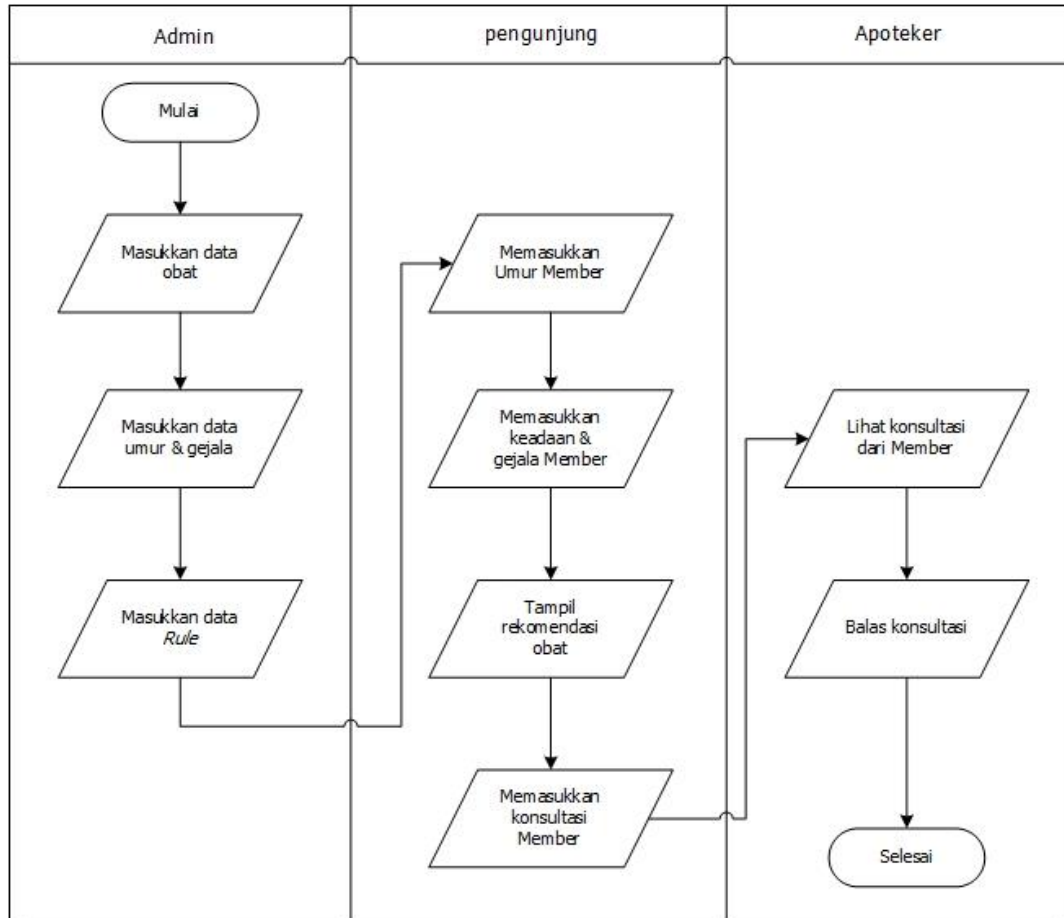 Admin
pengunjung
Apoteker
Mulai
Masukkan data
obat
Masukkan data
umur & gejala
Masukkan data
Rule
Memasukkan
Umur Member
Memasukkan
keadaan &
gejala Member
Tampil
rekomendasi
obat
Memasukkan
konsultasi
Member
Lihat konsultasi
dari Member
Balas konsultasi
Selesai